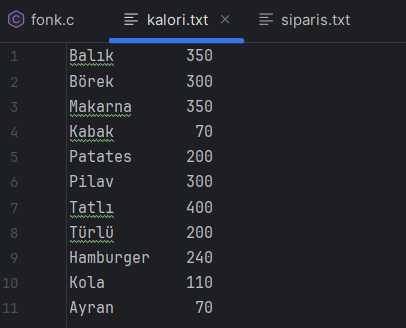 fonk.c kalori.txt siparis.txt
1 Balık 350
2 Börek 300
3 Makarna 350
4 Kabak 70
5 Patates 200
6 Pilav 300
7 Tatlı 400
8 Türlü 200
9 Hamburger 240
10 Kola 110
11 Ayran 70